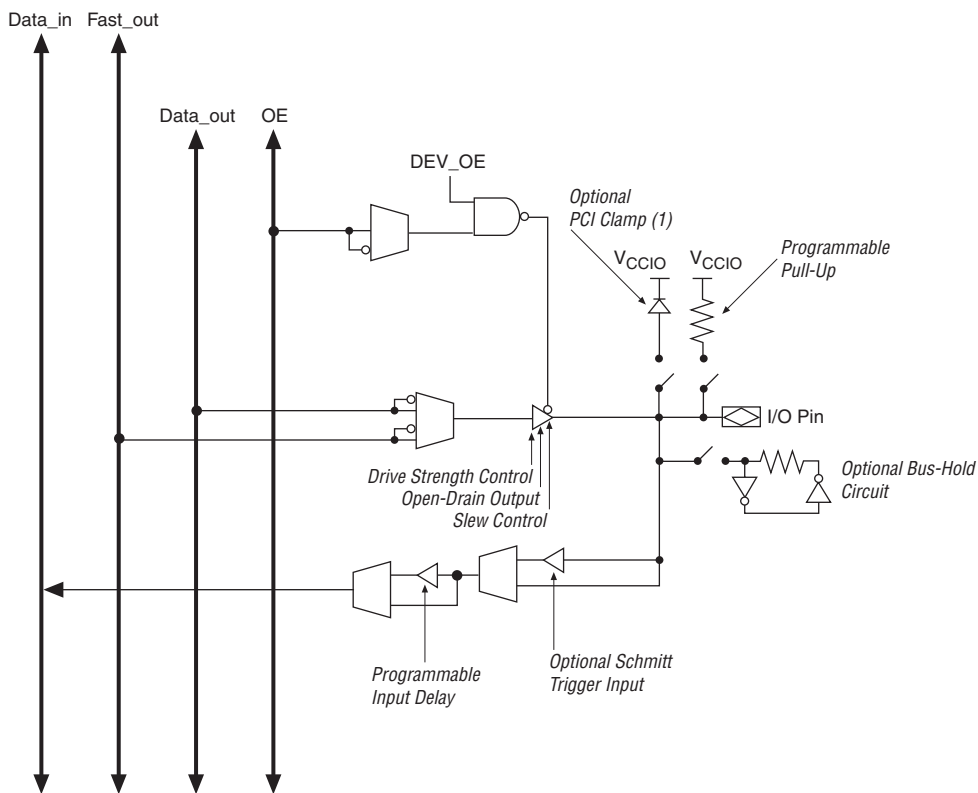 Data_in
Fast_out
Data_out
OE
DEV_OE
Optional
PCI Clamp (1)
VCCIO
VCCIO
Programmable
Pull-Up
I/O Pin
Drive Strength Control
Open-Drain Output
Slew Control
Optional Bus-Hold
Circuit
Programmable
Input Delay
Optional Schmitt
Trigger Input